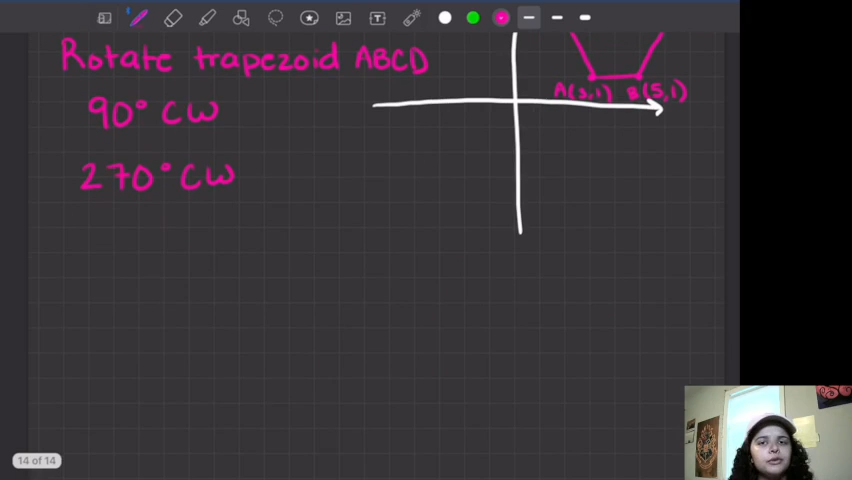 Rotate trapezoid ABCD
A(3,1) B(5,1)
90° CW
270° CW
14 of 14